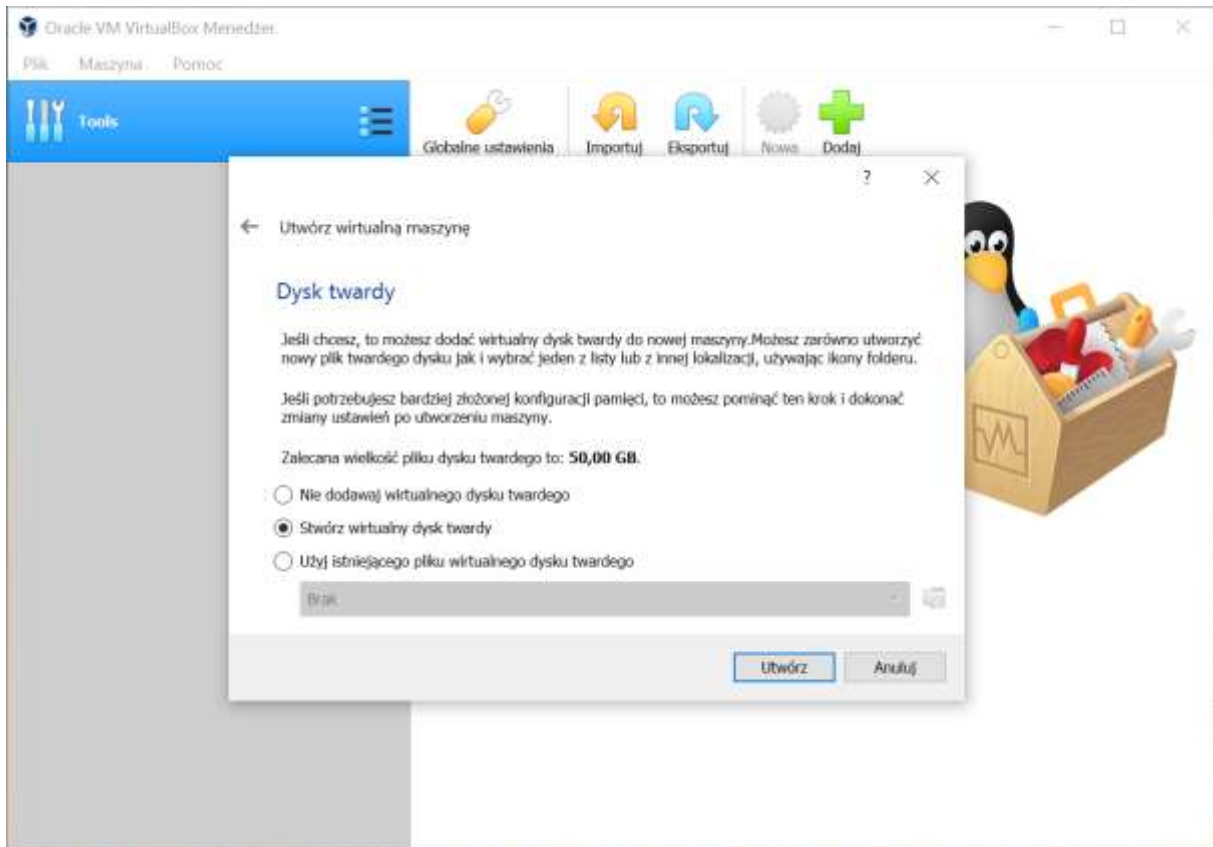 Oracle VM VirtualBox Menedżer
Plik Maszyna Pomoc
Tools
Globalne ustawienia Importuj Eksportuj Nowa Dodaj
?
Utwórz wirtualną maszynę
Dysk twardy
Jeśli chcesz, to możesz dodać wirtualny dysk twardy do nowej maszyny.Możesz zarówno utworzyć
nowy plik twardego dysku jak i wybrać jeden z listy lub z innej lokalizacji, używając ikony folderu.
Jeśli potrzebujesz bardziej złożonej konfiguracji pamięci, to możesz pominąć ten krok i dokonać
zmiany ustawień po utworzeniu maszyny.
Zalecana wielkość pliku dysku twardego to: 50,00 GB.
Nie dodawaj wirtualnego dysku twardego
Stwórz wirtualny dysk twardy
Użyj istniejącego pliku wirtualnego dysku twardego
Brak
Utwórz Anuluj